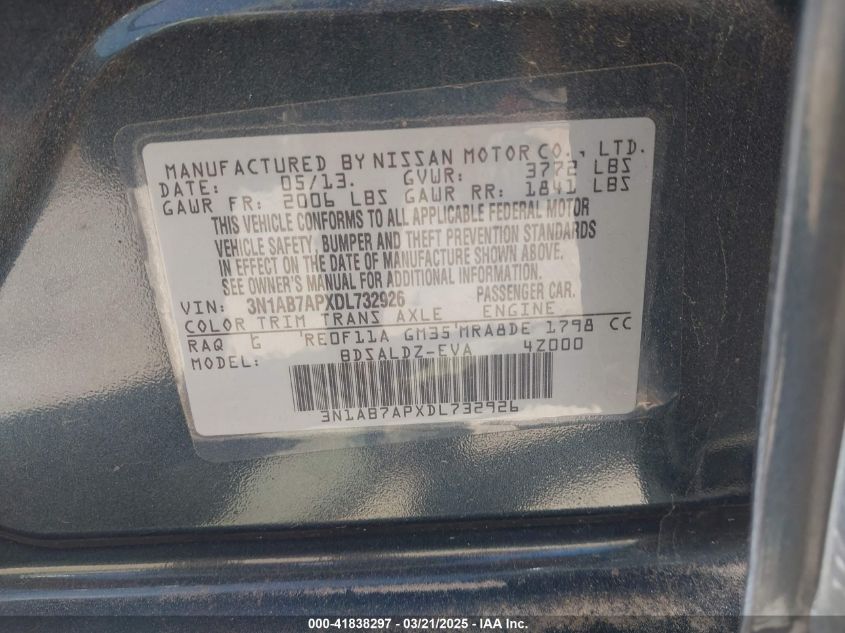 MANUFACTURED BY NISSAN MOTOR CO., LTD.
DATE: 05/13. GVWR: 3772 LBS
GAWR FR: 2006 LBS GAWR RR: 1841 LBS
THIS VEHICLE CONFORMS TO ALL APPLICABLE FEDERAL MOTOR
VEHICLE SAFETY, BUMPER AND THEFT PREVENTION STANDARDS
IN EFFECT ON THE DATE OF MANUFACTURE SHOWN ABOVE.
SEE OWNER'S MANUAL FOR ADDITIONAL INFORMATION.
VIN: 3N1AB7APXDL732926 PASSENGER CAR.
COLOR TRIM TRANS AXLE ENGINE
RAQ G RE0F11A GM35 MRA8DE 1798 CC
MODEL: BDSALDZ-EVA 4Z000
3N1AB7APXDL732926
000-41838297 - 03/21/2025 - IAA Inc.